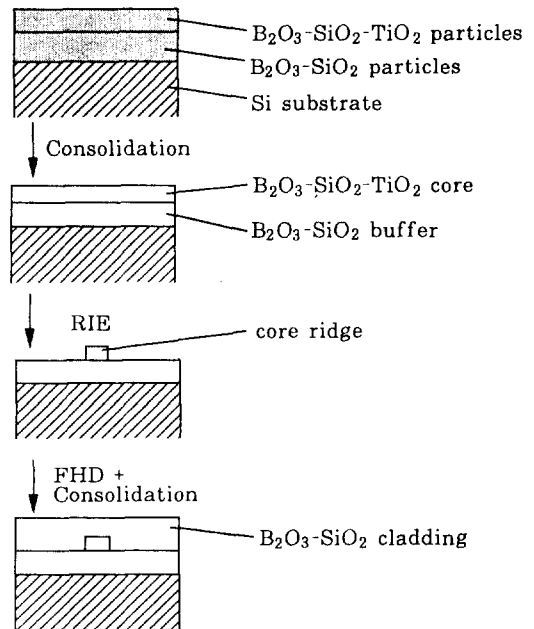 B₂O₃-SiO₂-TiO₂ particles
B₂O₃-SiO₂ particles
Si substrate
Consolidation
B₂O₃-SiO₂-TiO₂ core
B₂O₃-SiO₂ buffer
RIE
core ridge
FHD +
Consolidation
B₂O₃-SiO₂ cladding